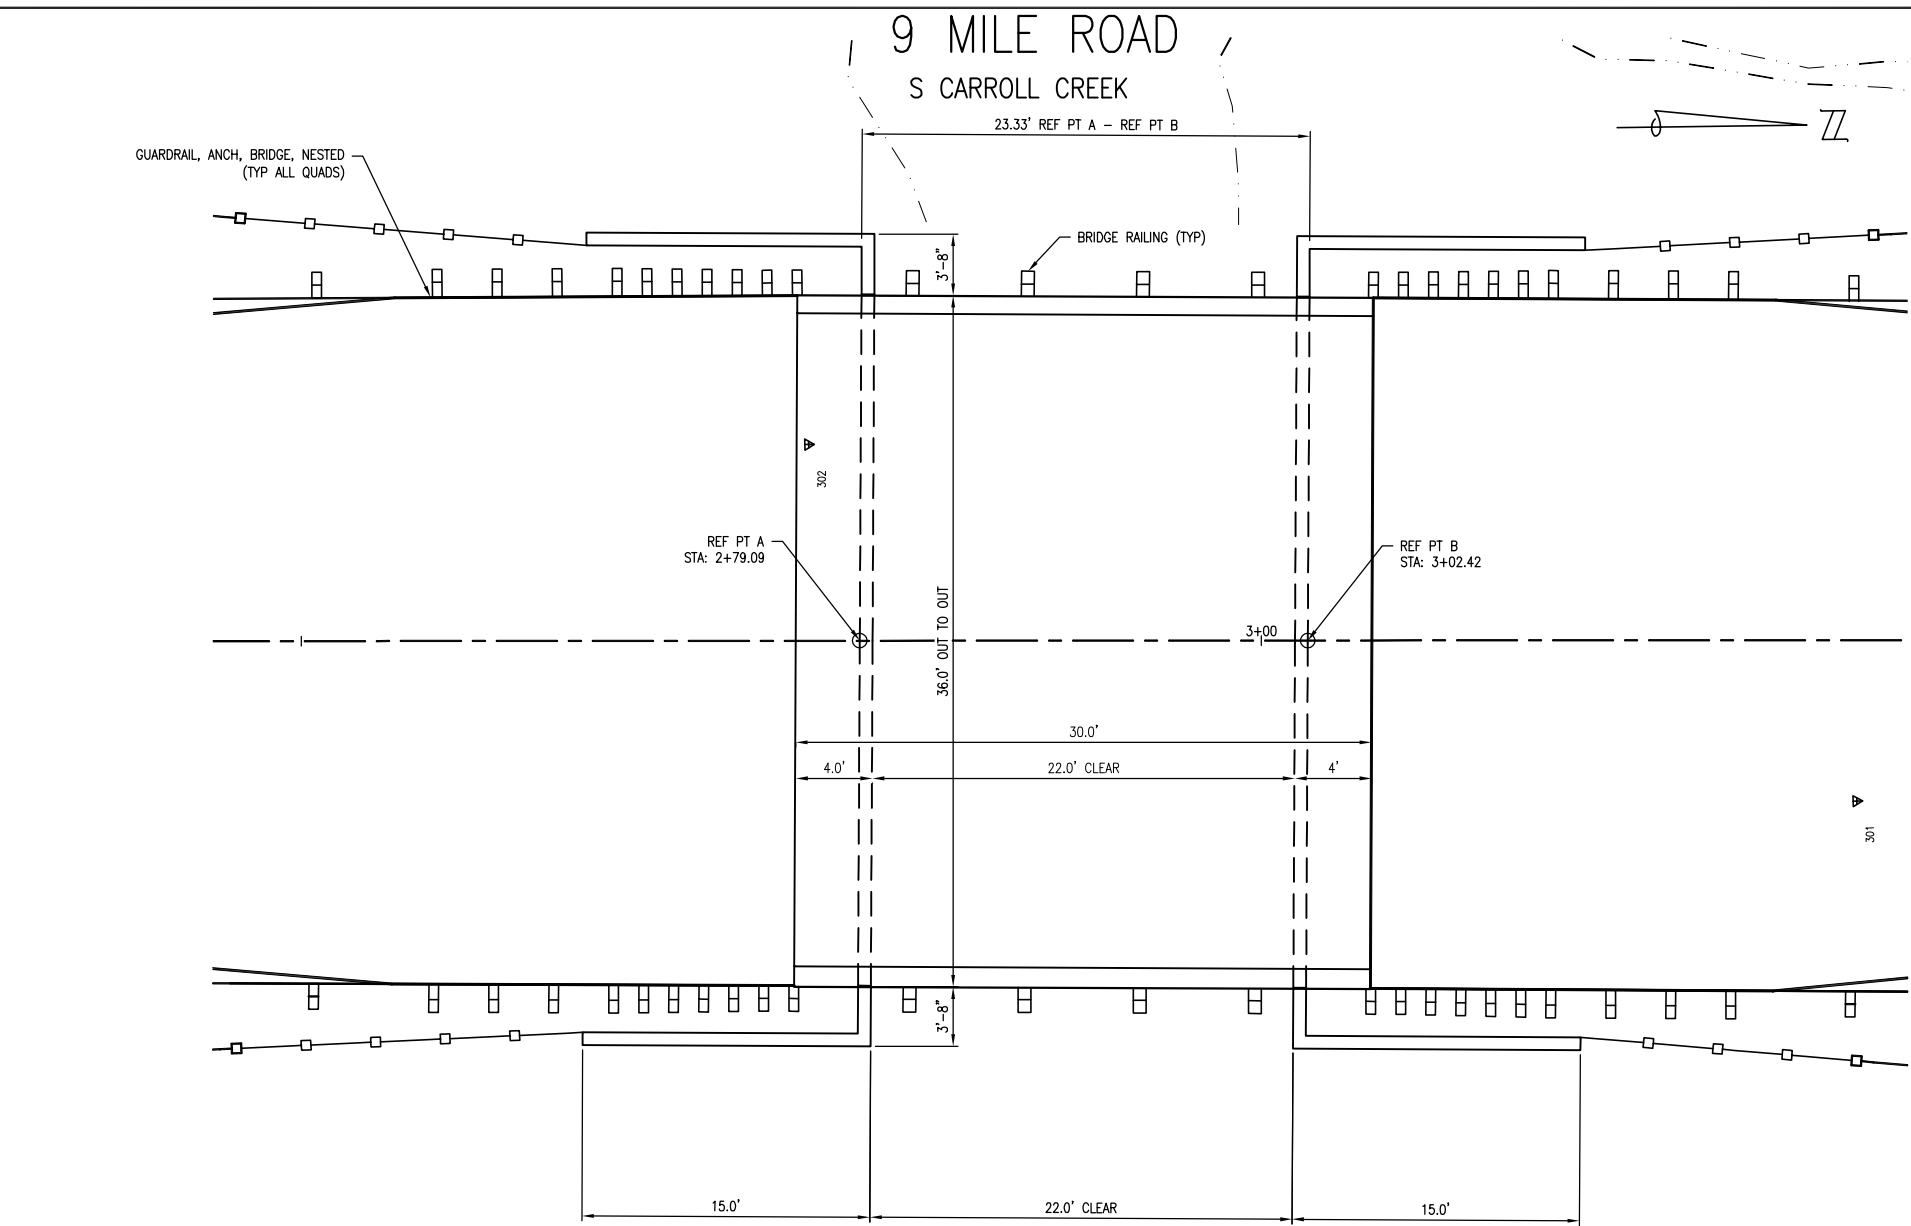 9 MILE ROAD
S CARROLL CREEK
23.33' REF PT A - REF PT B
N
GUARDRAIL, ANCH, BRIDGE, NESTED
(TYP ALL QUADS)
BRIDGE RAILING (TYP)
3'-8"
302
REF PT A
STA: 2+79.09
REF PT B
STA: 3+02.42
36.0' OUT TO OUT
3+00
30.0'
4.0'
22.0' CLEAR
4'
301
3'-8"
15.0'
22.0' CLEAR
15.0'